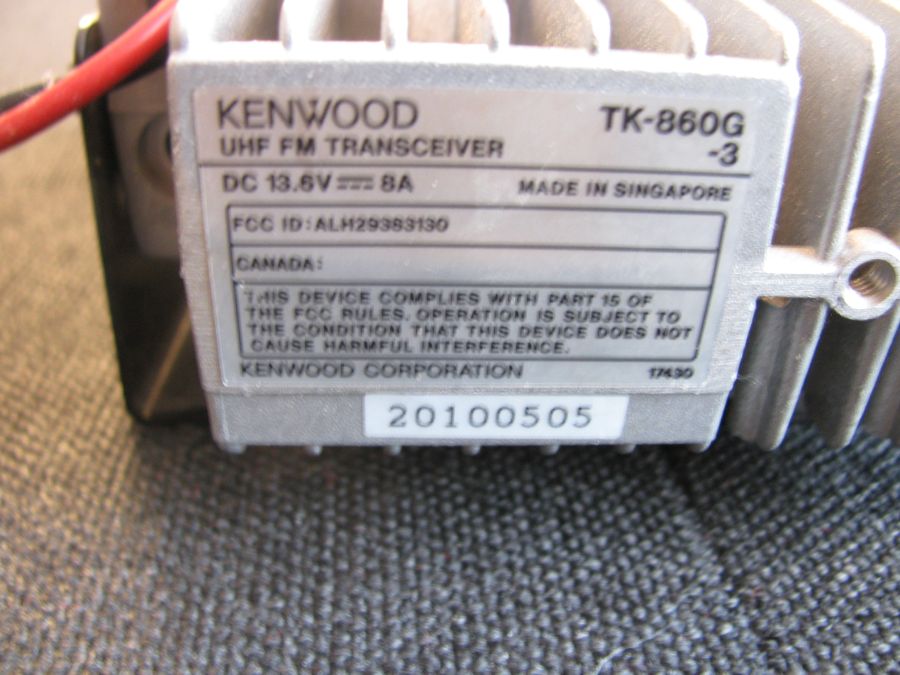 KENWOOD TK-860G
UHF FM TRANSCEIVER -3
DC 13.6V ⎓ 8A MADE IN SINGAPORE
FCC ID: ALH29383130
CANADA:
THIS DEVICE COMPLIES WITH PART 15 OF
THE FCC RULES. OPERATION IS SUBJECT TO
THE CONDITION THAT THIS DEVICE DOES NOT
CAUSE HARMFUL INTERFERENCE.
KENWOOD CORPORATION 17430
20100505